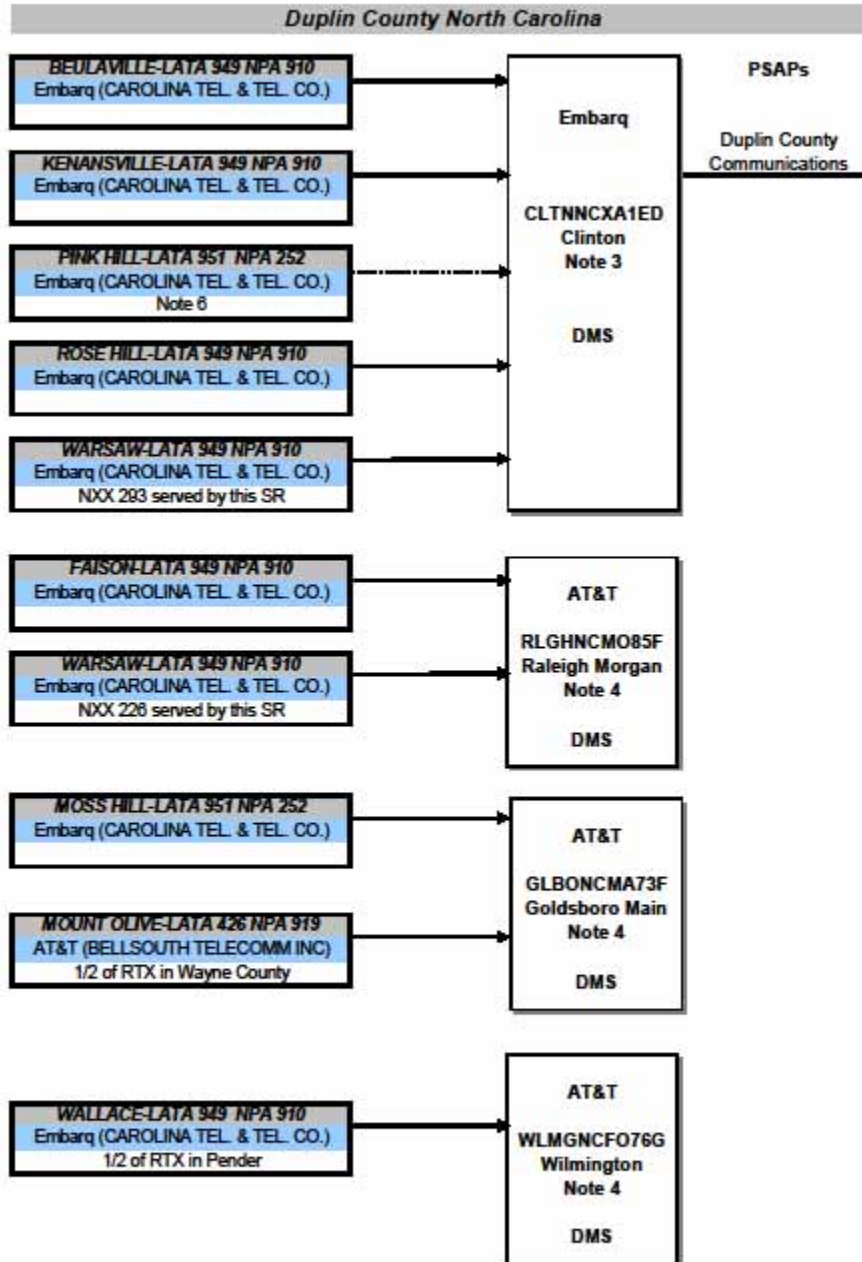 Duplin County North Carolina
BEULAVILLE-LATA 949 NPA 910
Embarq (CAROLINA TEL. & TEL. CO.)
KENANSVILLE-LATA 949 NPA 910
Embarq (CAROLINA TEL. & TEL. CO.)
PINK HILL-LATA 951 NPA 252
Embarq (CAROLINA TEL. & TEL. CO.)
Note 6
ROSE HILL-LATA 949 NPA 910
Embarq (CAROLINA TEL. & TEL. CO.)
WARSAW-LATA 949 NPA 910
Embarq (CAROLINA TEL. & TEL. CO.)
NXX 293 served by this SR
Embarq
CLTNNCXA1ED
Clinton
Note 3
DMS
PSAPs
Duplin County
Communications
FAISON-LATA 949 NPA 910
Embarq (CAROLINA TEL. & TEL. CO.)
WARSAW-LATA 949 NPA 910
Embarq (CAROLINA TEL. & TEL. CO.)
NXX 226 served by this SR
AT&T
RLGHNCMO85F
Raleigh Morgan
Note 4
DMS
MOSS HILL-LATA 951 NPA 252
Embarq (CAROLINA TEL. & TEL. CO.)
MOUNT OLIVE-LATA 426 NPA 919
AT&T (BELLSOUTH TELECOMM INC)
1/2 of RTX in Wayne County
AT&T
GLBONCMA73F
Goldsboro Main
Note 4
DMS
WALLACE-LATA 949 NPA 910
Embarq (CAROLINA TEL. & TEL. CO.)
1/2 of RTX in Pender
AT&T
WLMGNCFO76G
Wilmington
Note 4
DMS